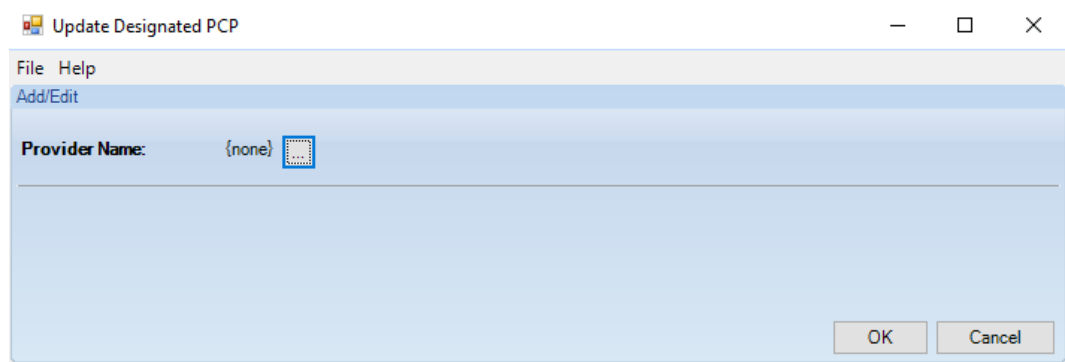 Update Designated PCP
File Help
Add/Edit
Provider Name: {none} ...
OK Cancel